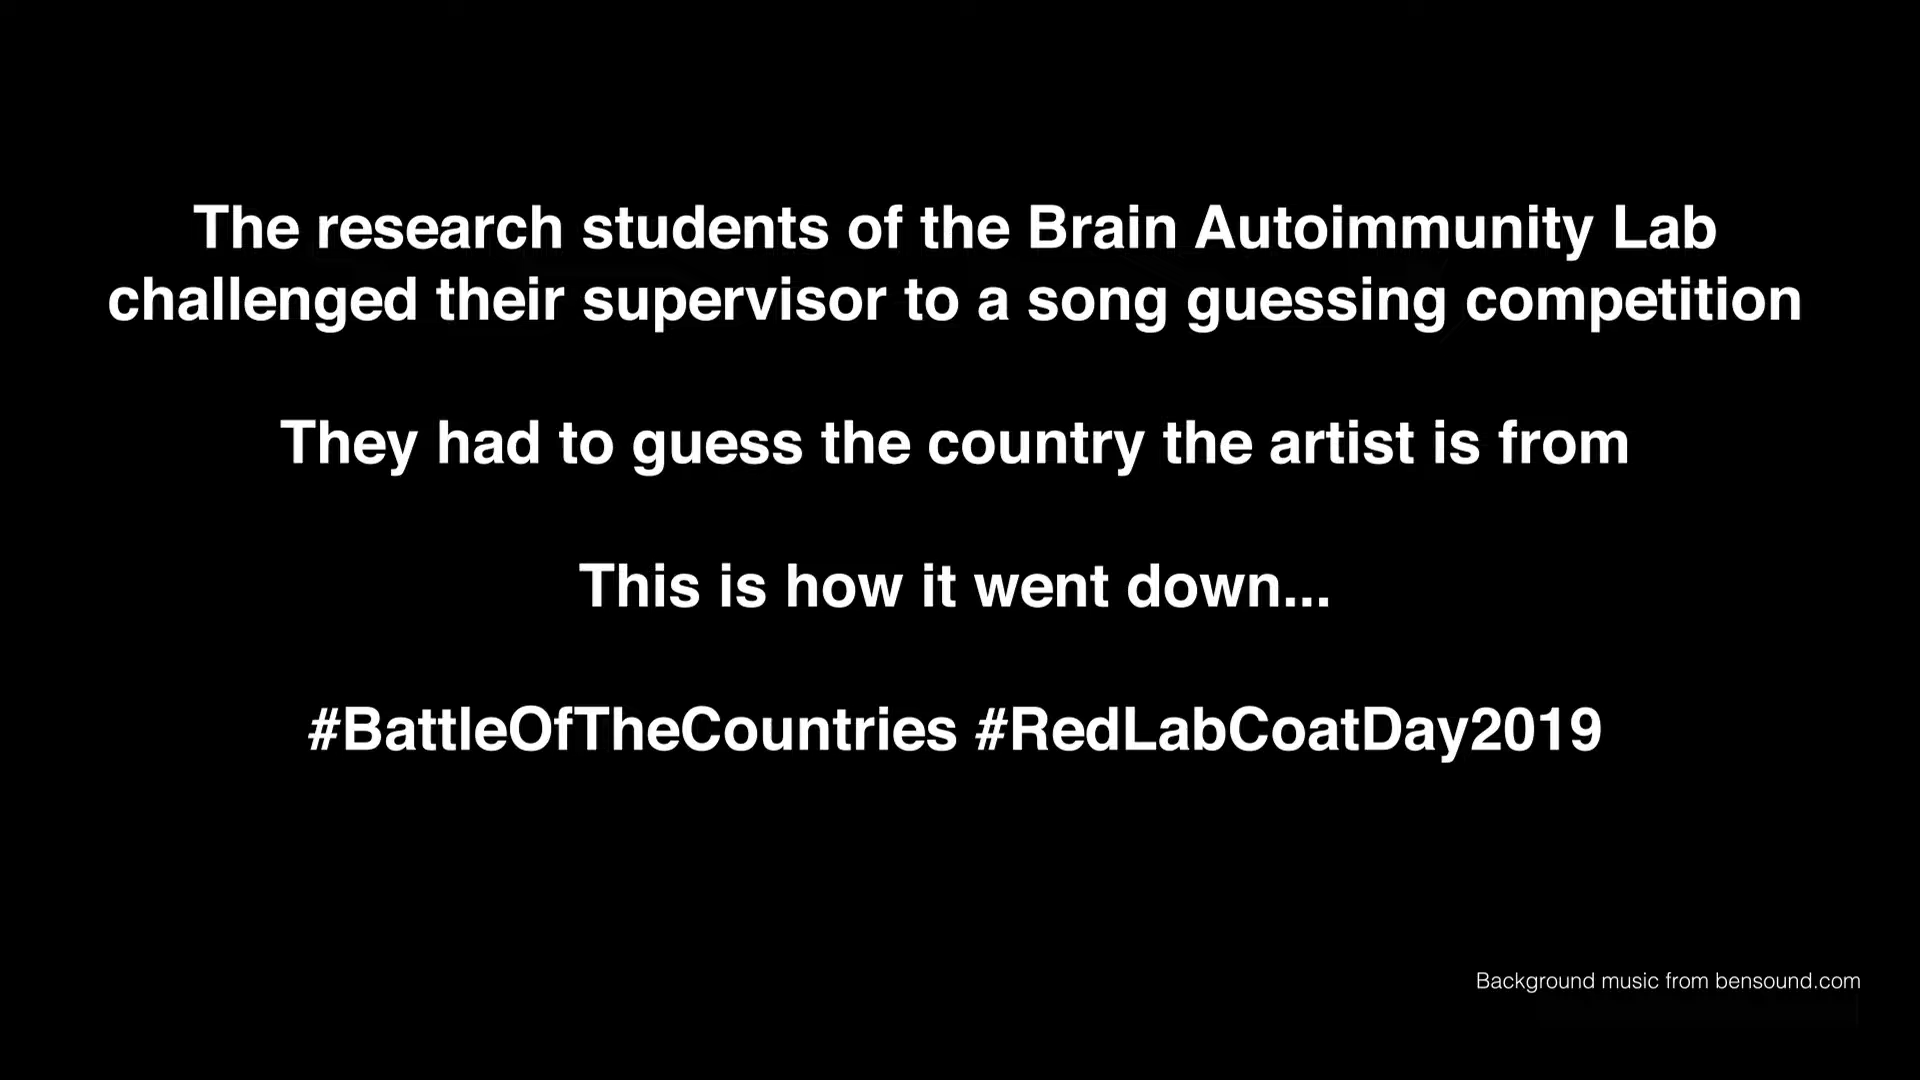 The research students of the Brain Autoimmunity Lab
challenged their supervisor to a song guessing competition
They had to guess the country the artist is from
This is how it went down...
#BattleOfTheCountries #RedLabCoatDay2019
Background music from bensound.com